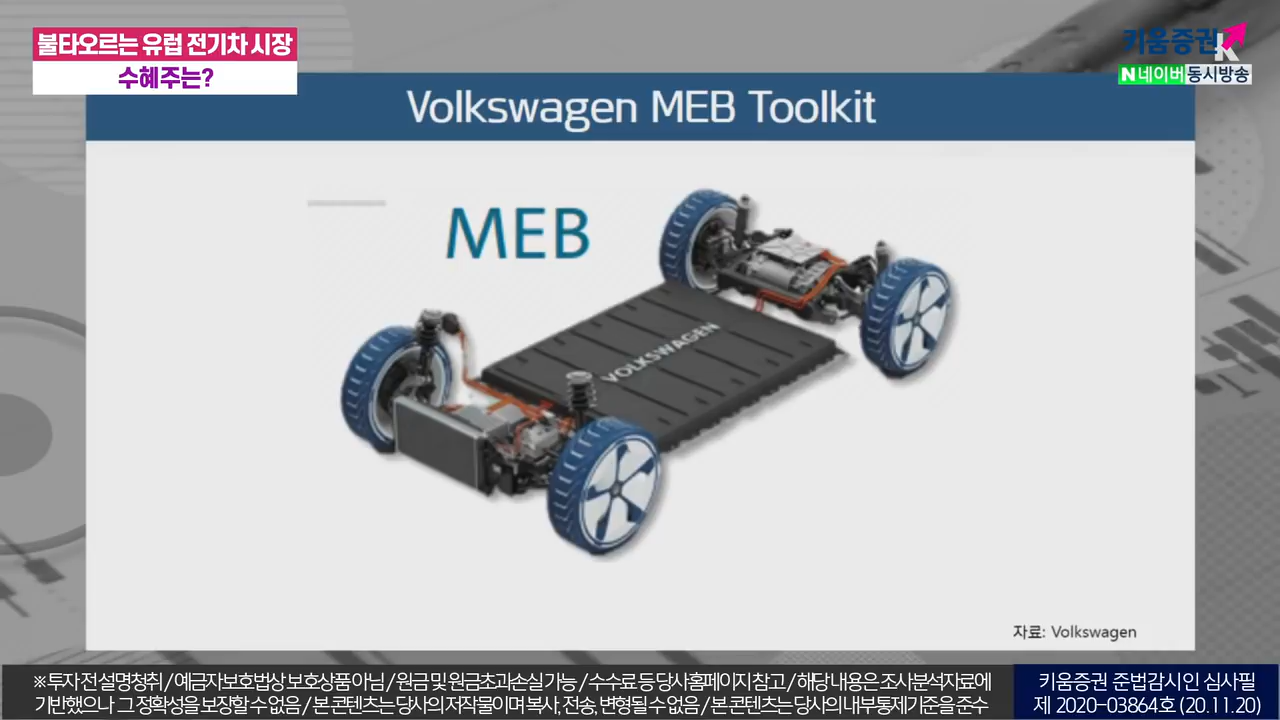 불타오르는 유럽 전기차 시장
수혜주는?
키움증권
N 네이버 동시방송
Volkswagen MEB Toolkit
MEB
VOLKSWAGEN
자료: Volkswagen
※ 투자 전 설명청취 / 예금자보호법상 보호상품 아님 / 원금 및 원금초과손실 가능 / 수수료 등 당사홈페이지 참고 / 해당 내용은 조사분석자료에
기반했으나 그 정확성을 보장할 수 없음 / 본 콘텐츠는 당사의 저작물이며 복사, 전송, 변형될 수 없음 / 본 콘텐츠는 당사의 내부통제기준을 준수
키움증권 준법감시인 심사필
제 2020-03864호 (20.11.20)